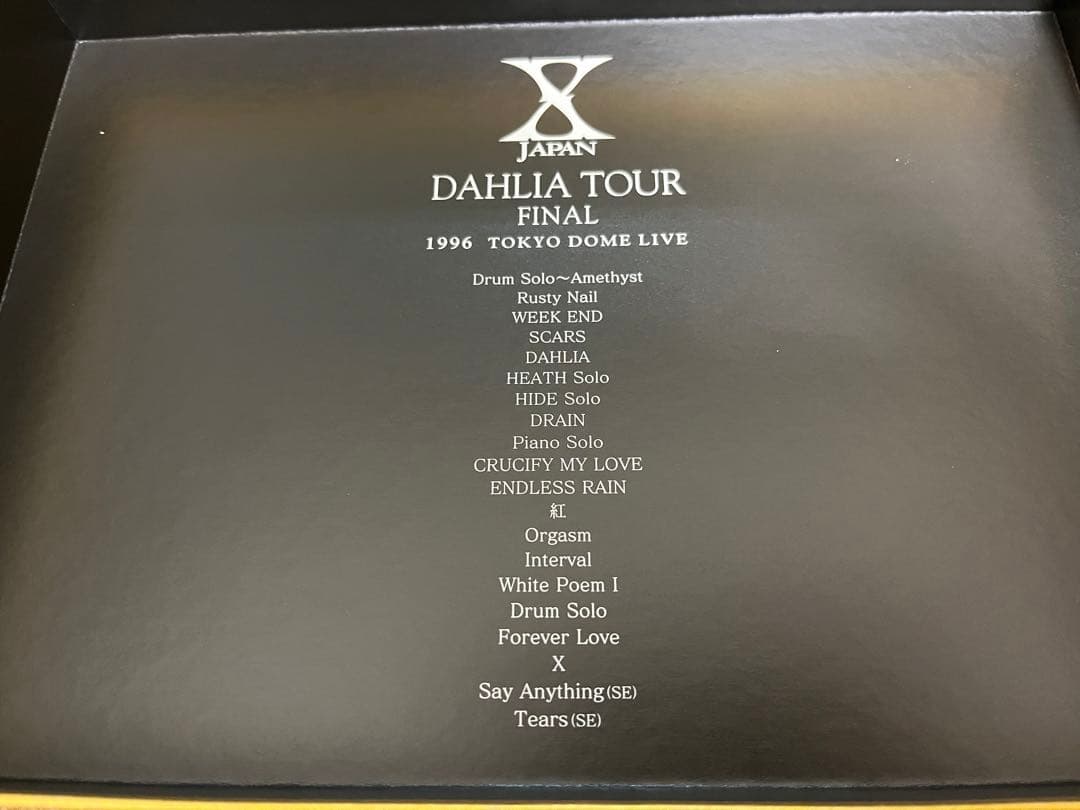 X
JAPAN
DAHLIA TOUR
FINAL
1996 TOKYO DOME LIVE
Drum Solo～Amethyst
Rusty Nail
WEEK END
SCARS
DAHLIA
HEATH Solo
HIDE Solo
DRAIN
Piano Solo
CRUCIFY MY LOVE
ENDLESS RAIN
紅
Orgasm
Interval
White Poem I
Drum Solo
Forever Love
X
Say Anything(SE)
Tears(SE)